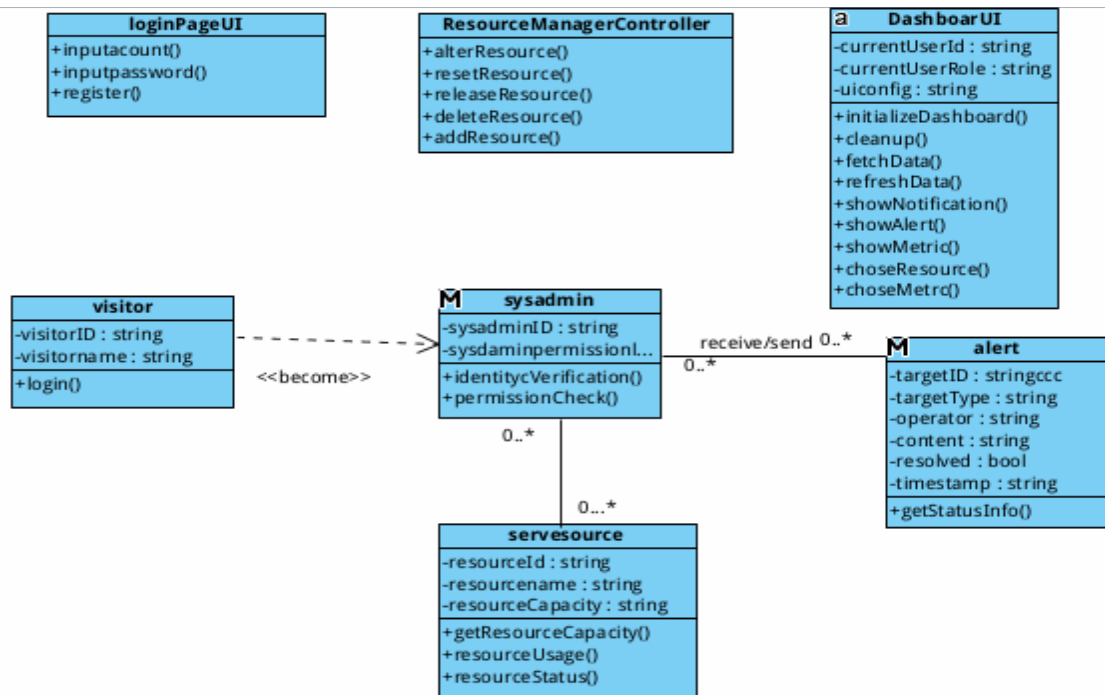 loginPageUI
+inputacount()
+inputpassword()
+register()
ResourceManagerController
+alterResource()
+resetResource()
+releaseResource()
+deleteResource()
+addResource()
a
DashboarUI
-currentUserId : string
-currentUserRole : string
-uiconfig : string
+initializeDashboard()
+cleanup()
+fetchData()
+refreshData()
+showNotification()
+showAlert()
+showMetric()
+choseResource()
+choseMetrc()
visitor
-visitorID : string
-visitorname : string
+login()
<<become>>
M
sysadmin
-sysadminID : string
-sysdaminpermissionl...
+identitycVerification()
+permissionCheck()
receive/send 0..*
0..*
M
alert
-targetID : stringccc
-targetType : string
-operator : string
-content : string
-resolved : bool
-timestamp : string
+getStatusInfo()
0..*
0...*
servesource
-resourceId : string
-resourcename : string
-resourceCapacity : string
+getResourceCapacity()
+resourceUsage()
+resourceStatus()